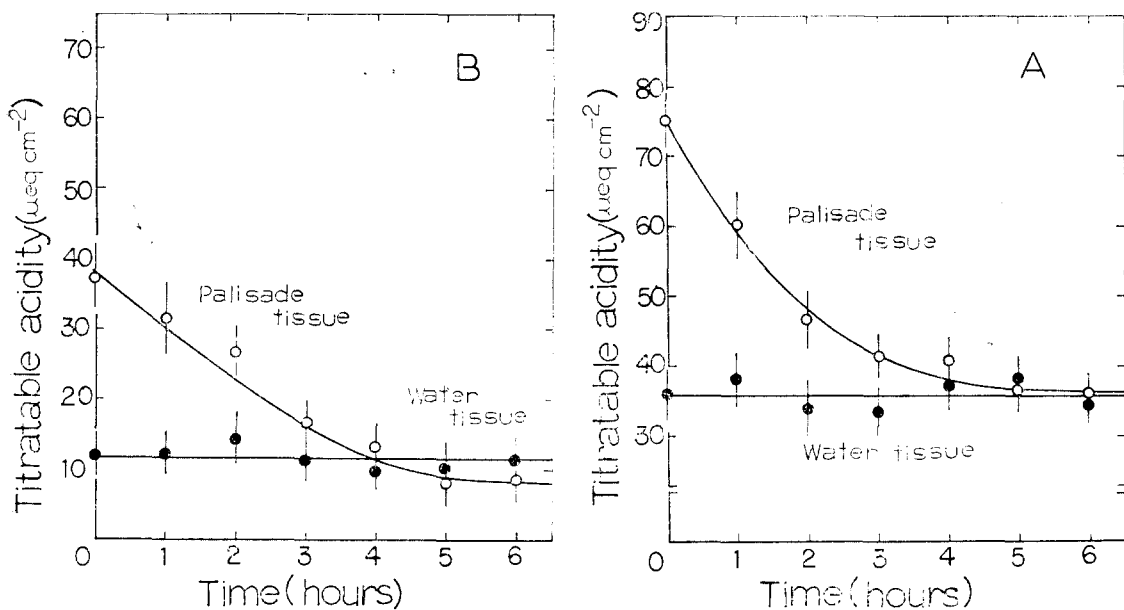 B
Titratable acidity(µeq cm⁻²)
70
60
50
40
30
20
10
0
1
2
3
4
5
6
Time(hours)
Palisade
tissue
Water
tissue
A
Titratable acidity(µeq cm⁻²)
90
80
70
60
50
40
30
0
1
2
3
4
5
6
Time(hours)
Palisade
tissue
Water tissue